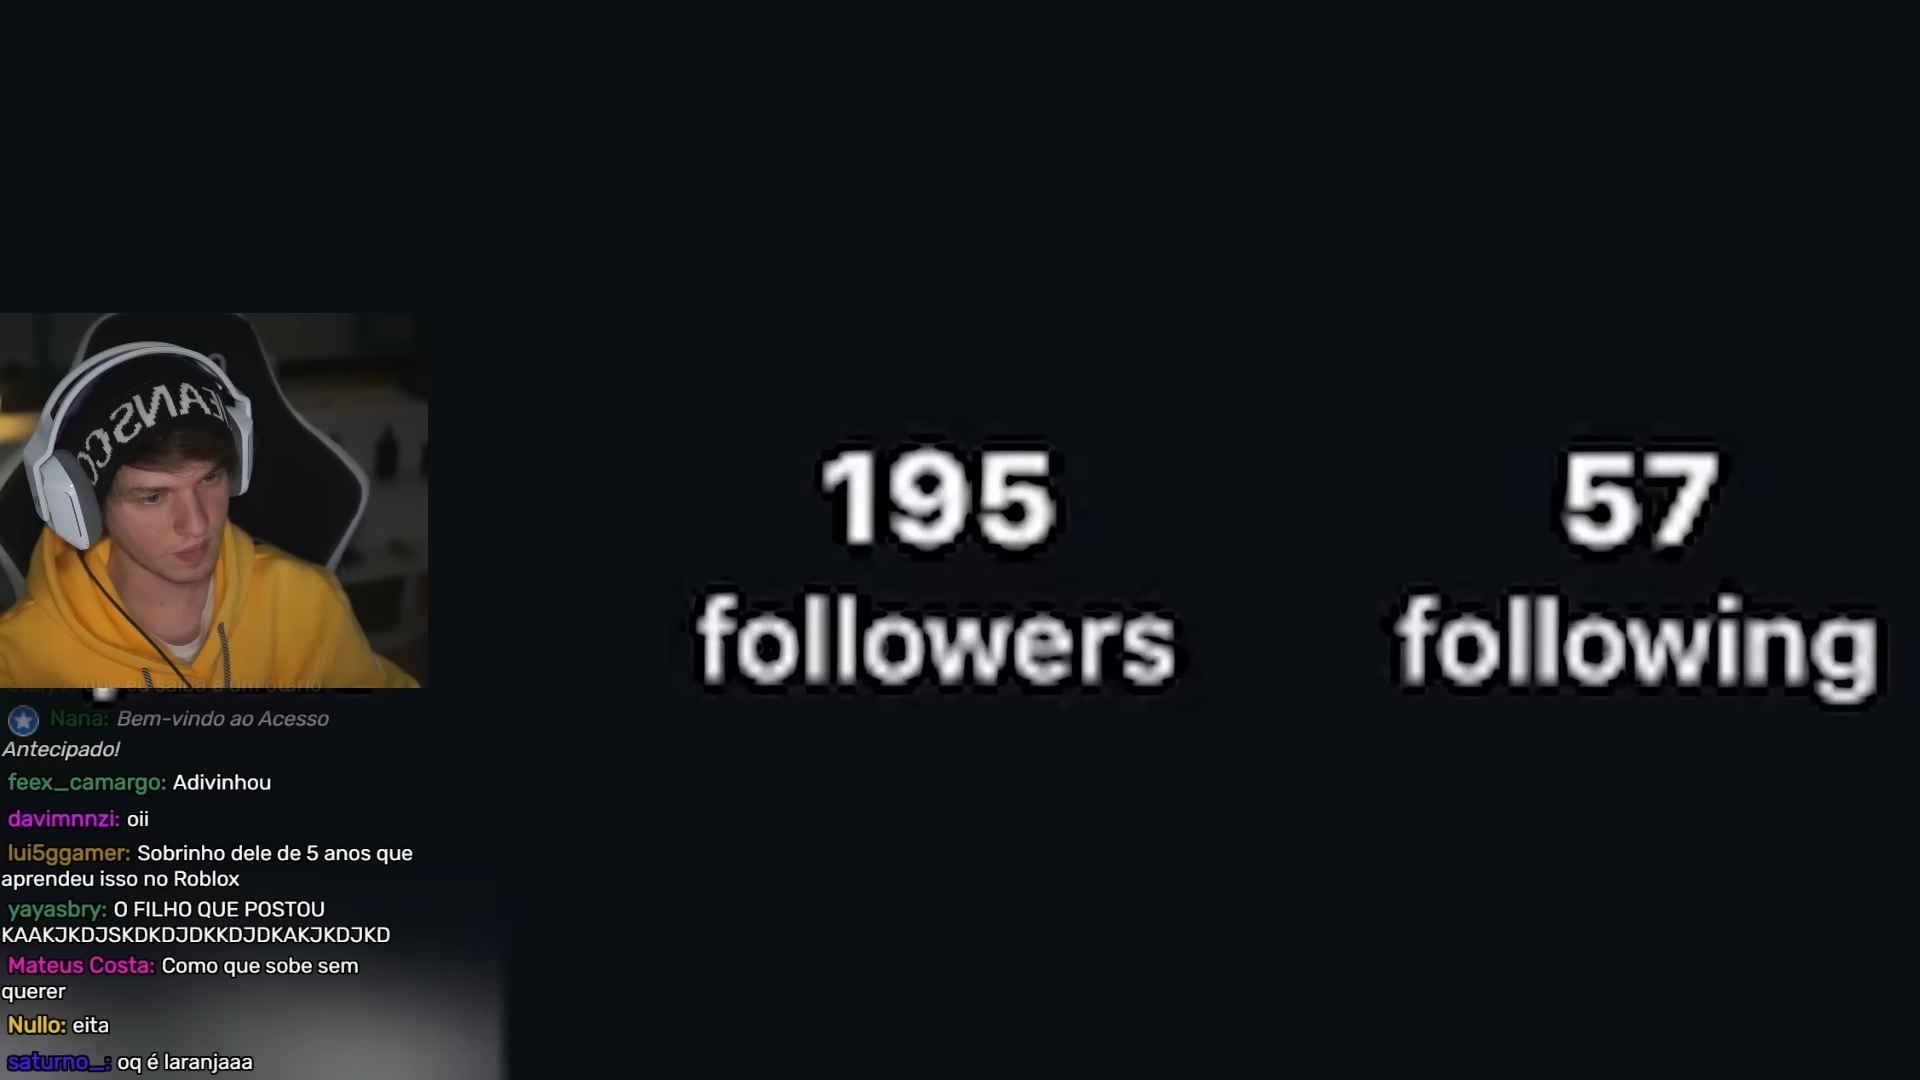 195
followers
57
following
Nana: Bem-vindo ao Acesso
Antecipado!
feex_camargo: Adivinhou
davimnnzi: oii
lui5ggamer: Sobrinho dele de 5 anos que
aprendeu isso no Roblox
yayasbry: O FILHO QUE POSTOU
KAAKJKDJSKDKDJDKKDJDKAKJKDJKD
Mateus Costa: Como que sobe sem
querer
Nullo: eita
saturno_: oq é laranjaaa